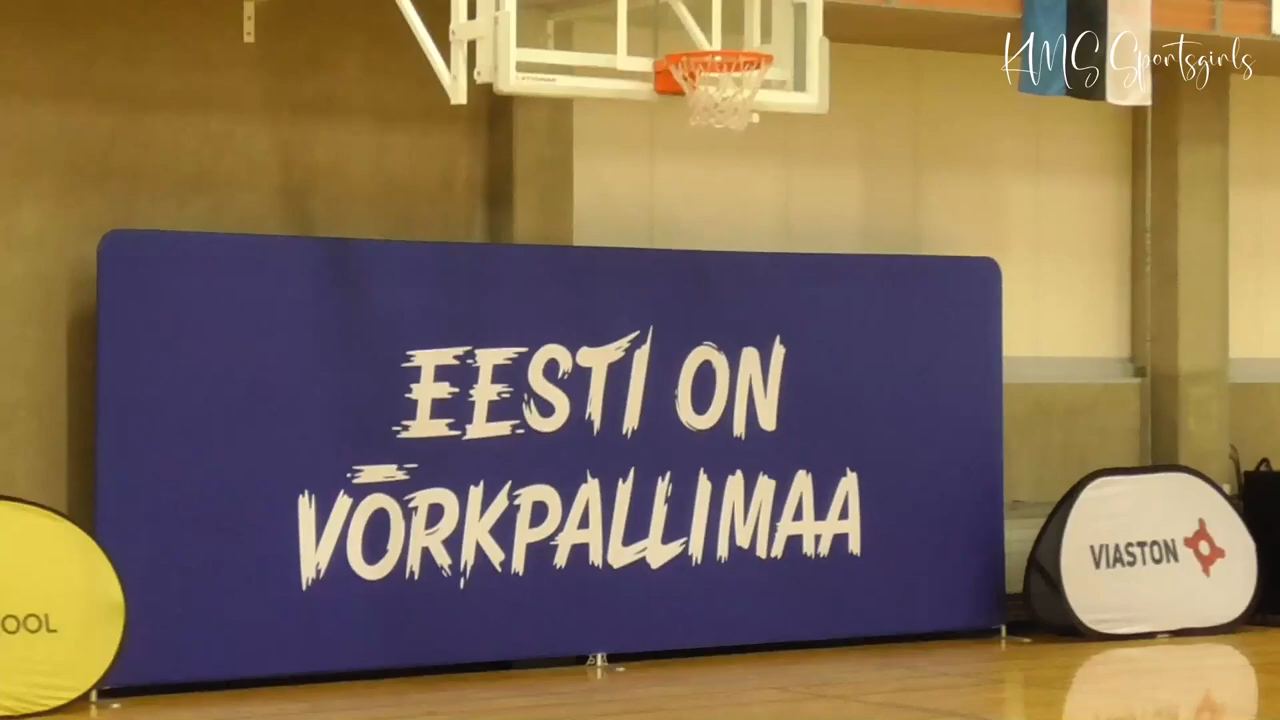 KMS Sportsgirls
EESTI ON
VÕRKPALLIMAA
VIASTON
OOL